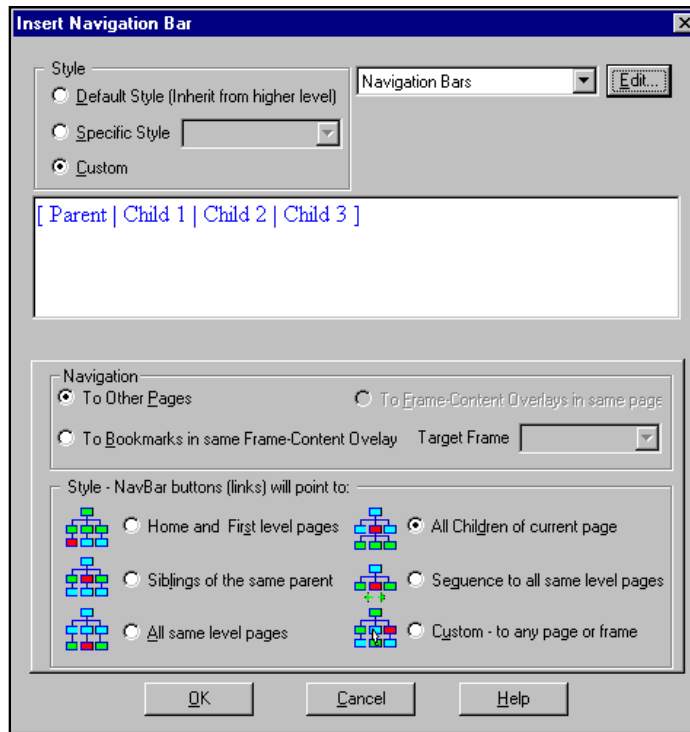 Insert Navigation Bar
Style
Default Style (Inherit from higher level)
Specific Style
Custom
Navigation Bars
Edit...
[ Parent | Child 1 | Child 2 | Child 3 ]
Navigation
To Other Pages
To Frame-Content Overlays in same page
To Bookmarks in same Frame-Content Ovelay
Target Frame
Style - NavBar buttons (links) will point to:
Home and First level pages
All Children of current page
Siblings of the same parent
Seguence to all same level pages
All same level pages
Custom - to any page or frame
OK
Cancel
Help